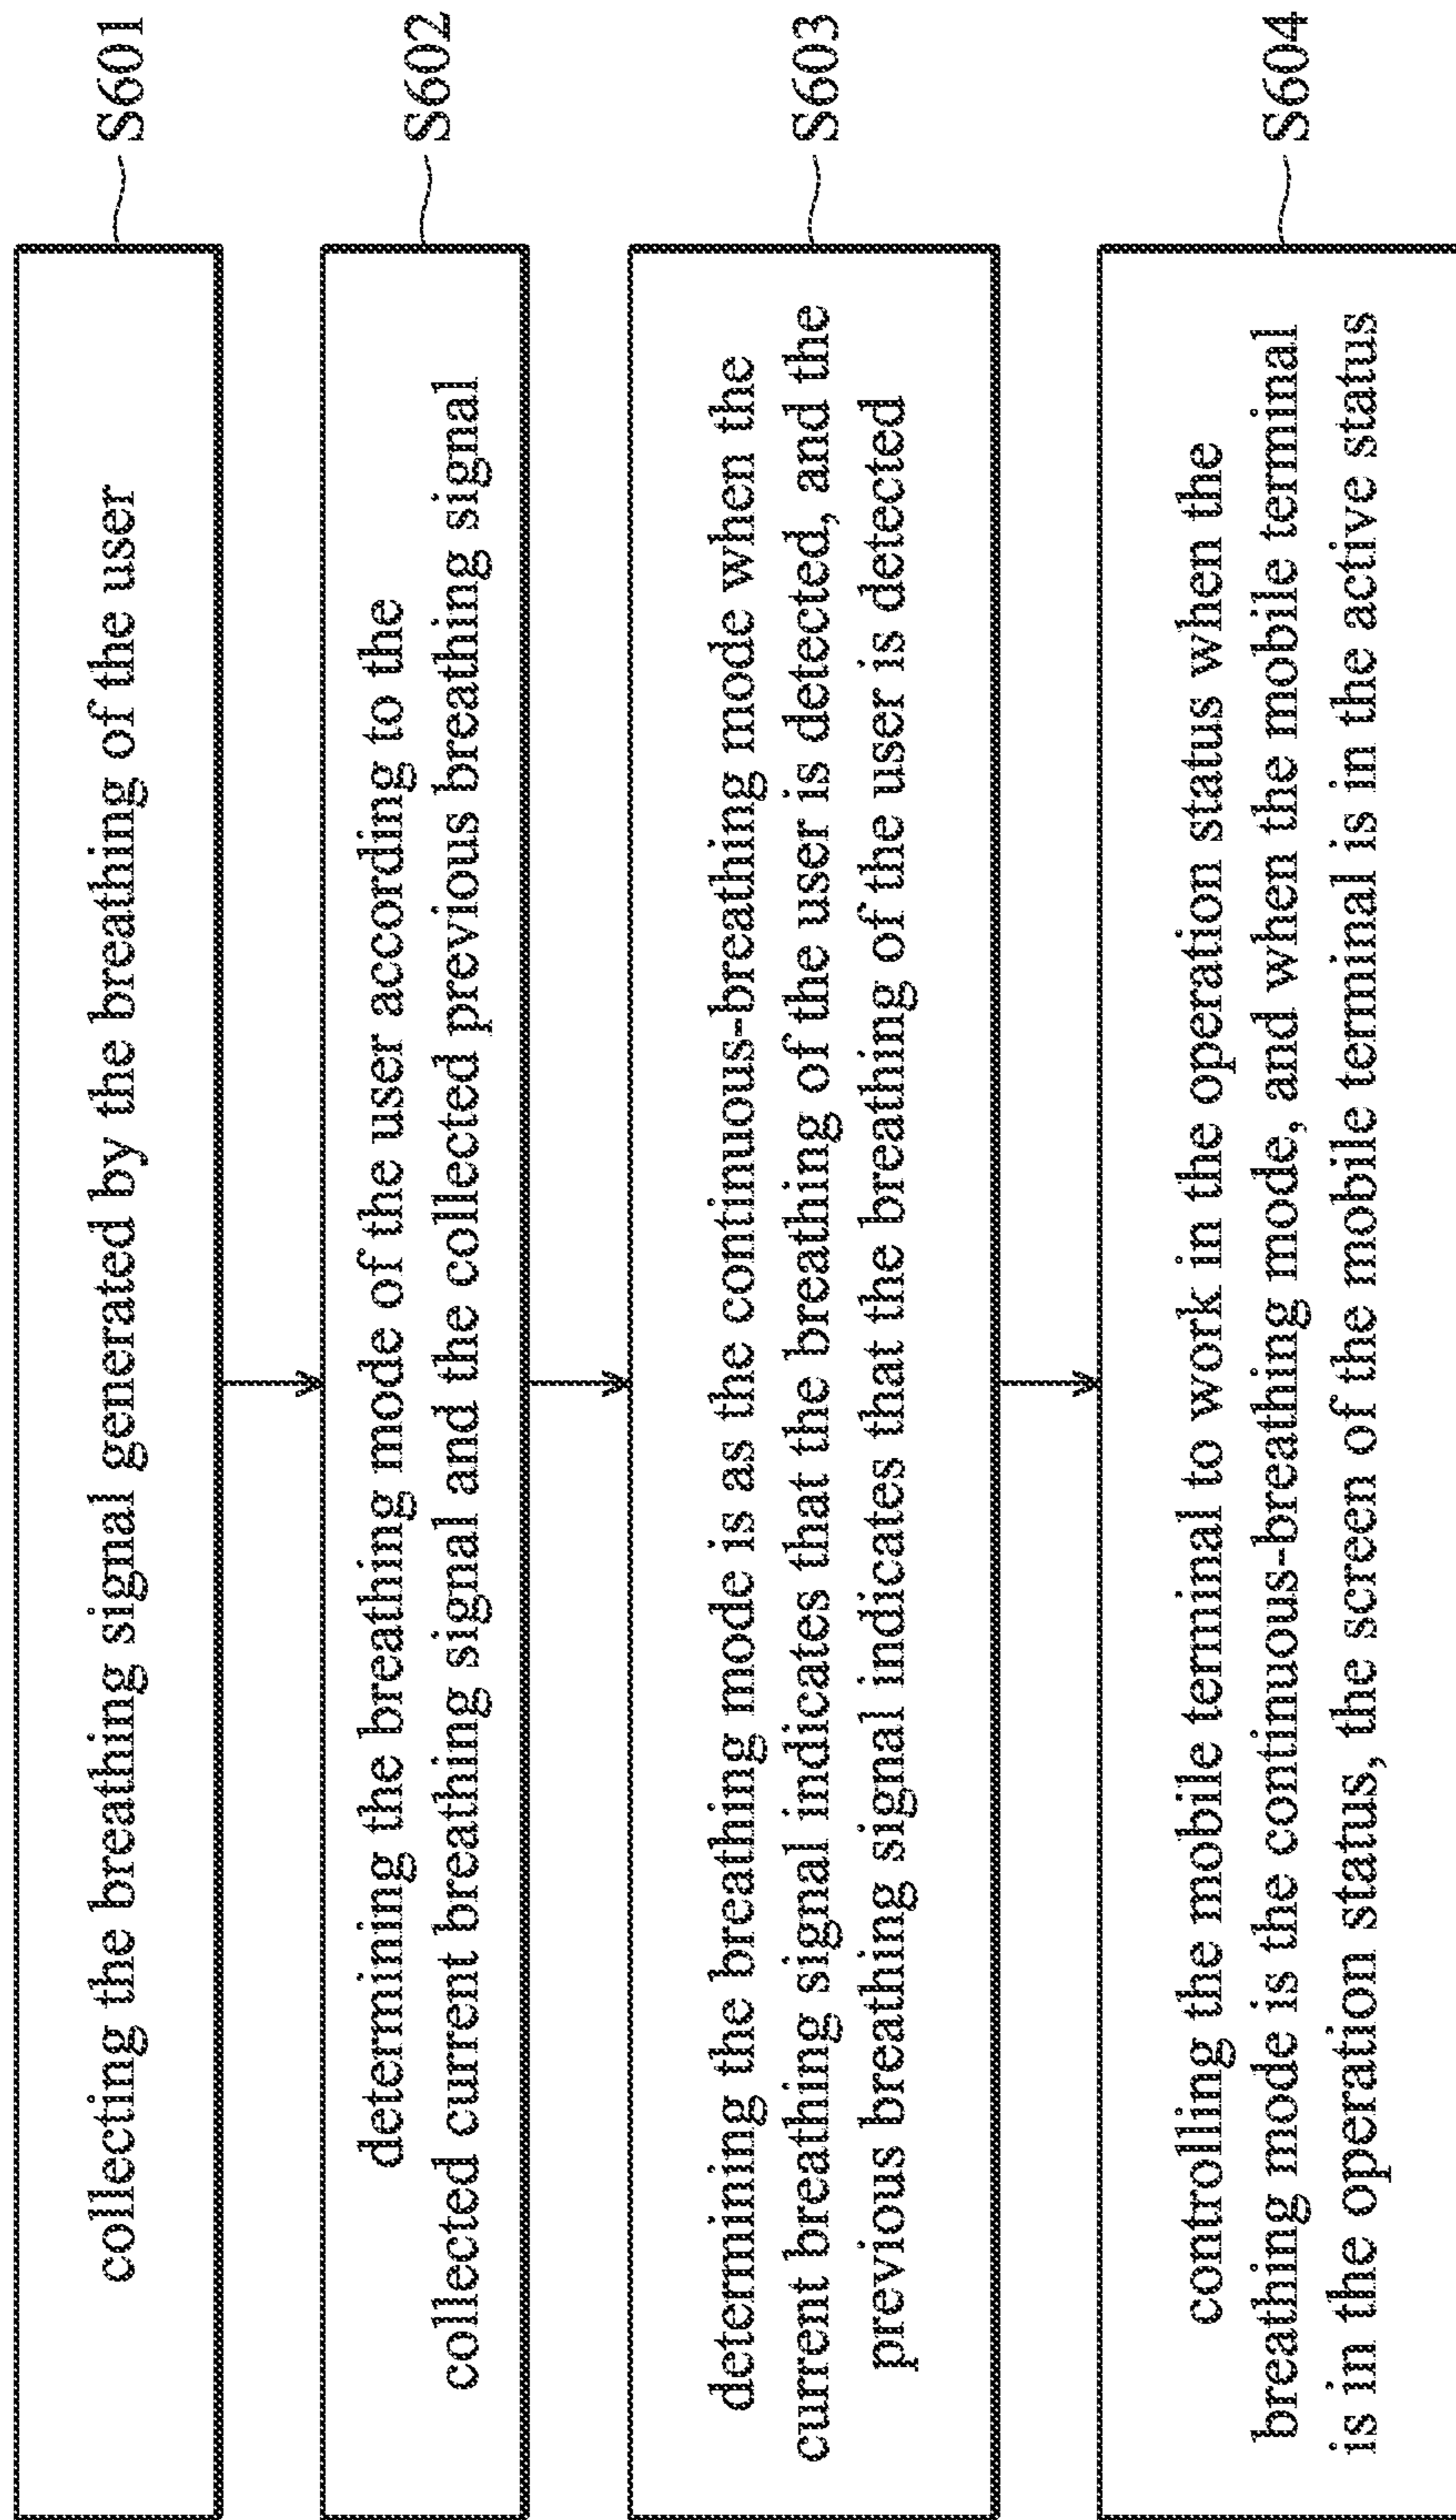 collecting the breathing signal generated by the breathing of the user
S601
determining the breathing mode of the user according to the
collected current breathing signal and the collected previous breathing signal
S602
determining the breathing mode is as the continuous-breathing mode when the
current breathing signal indicates that the breathing of the user is detected, and the
previous breathing signal indicates that the breathing of the user is detected
S603
controlling the mobile terminal to work in the operation status when the
breathing mode is the continuous-breathing mode, and when the mobile terminal
is in the operation status, the screen of the mobile terminal is in the active status
S604